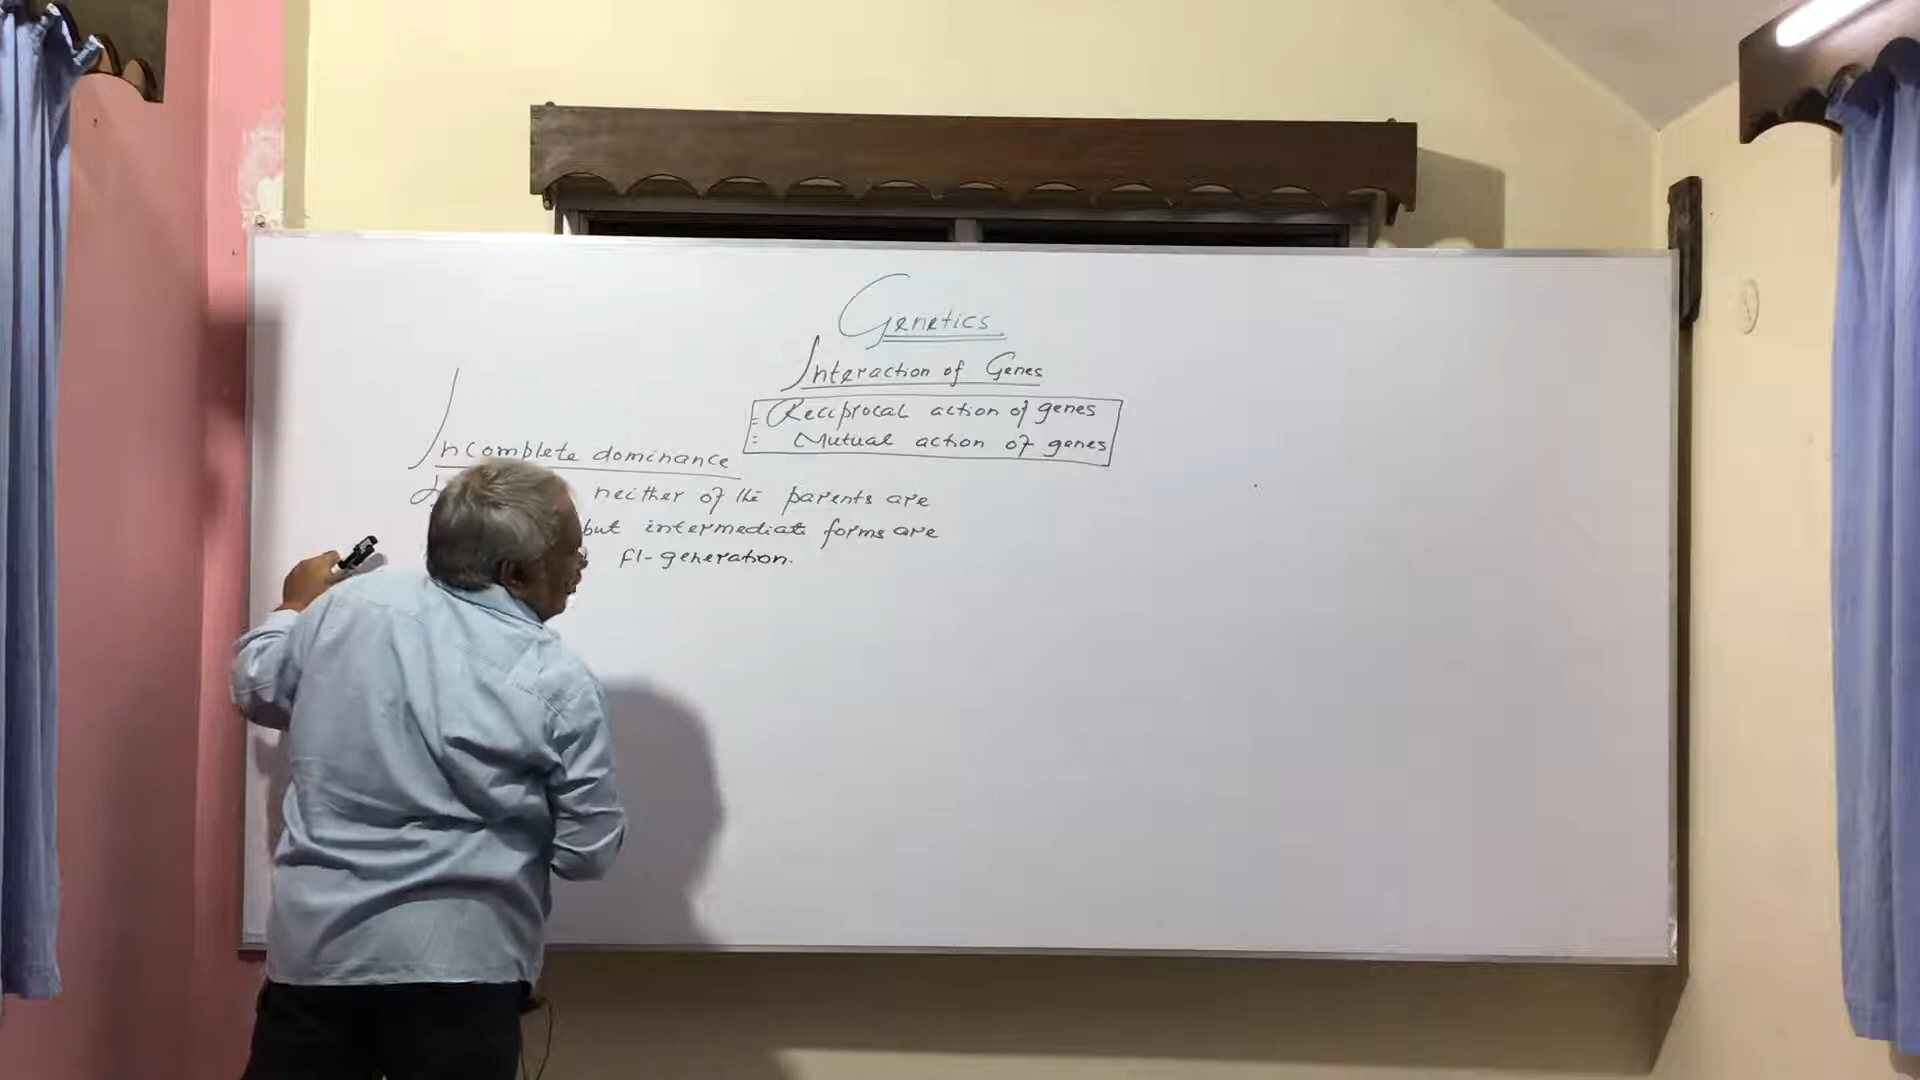 Genetics
Interaction of Genes
= Reciprocal action of genes
= Mutual action of genes
Incomplete dominance
neither of the parents are
but intermediate forms are
F1-generation.